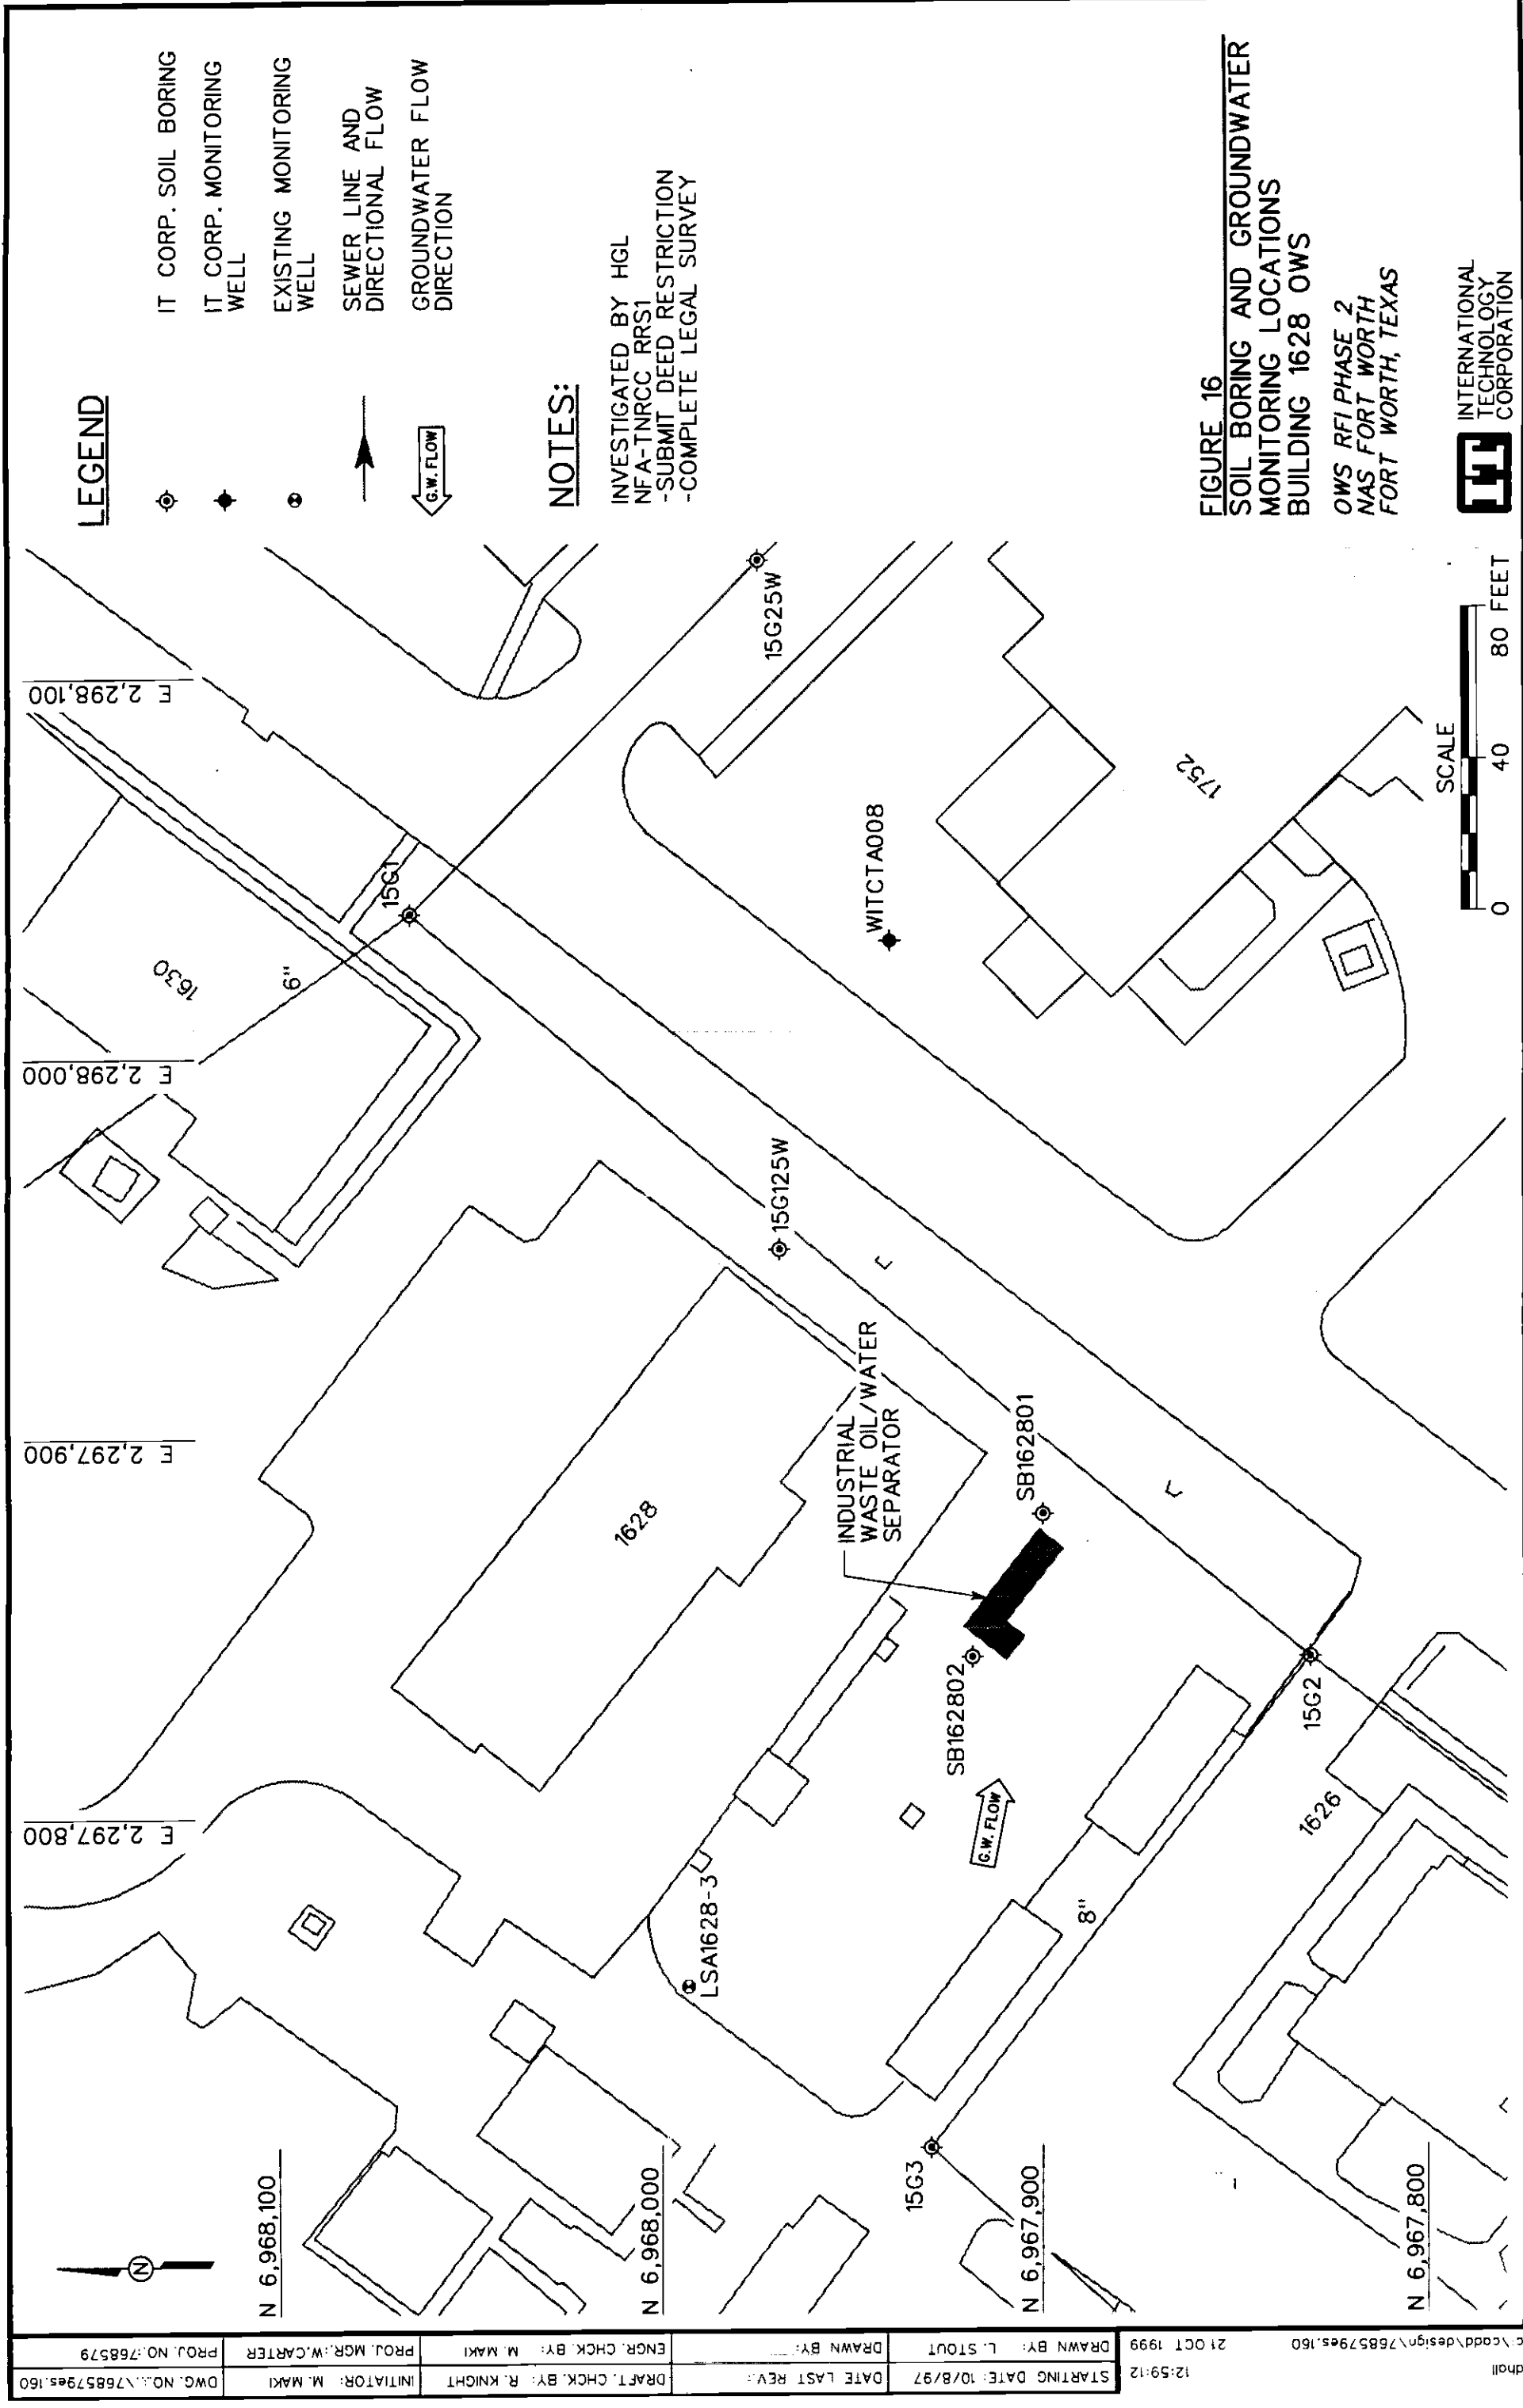 LEGEND
IT CORP. SOIL BORING
IT CORP. MONITORING
WELL
EXISTING MONITORING
WELL
SEWER LINE AND
DIRECTIONAL FLOW
G.W. FLOW
GROUNDWATER FLOW
DIRECTION
NOTES:
INVESTIGATED BY HGL
NFA-TNRCC RRS1
-SUBMIT DEED RESTRICTION
-COMPLETE LEGAL SURVEY
FIGURE 16
SOIL BORING AND GROUNDWATER
MONITORING LOCATIONS
BUILDING 1628 OWS
OWS RFI PHASE 2
NAS FORT WORTH
FORT WORTH, TEXAS
IT
INTERNATIONAL
TECHNOLOGY
CORPORATION
SCALE
0 40 80 FEET
E 2,298,100
E 2,298,000
E 2,297,900
E 2,297,800
N 6,968,100
N 6,968,000
N 6,967,900
N 6,967,800
N
1630
6"
15G1
15G25W
WITCTA008
1752
15G125W
1628
INDUSTRIAL
WASTE OIL/WATER
SEPARATOR
SB162801
SB162802
G.W. FLOW
LSA1628-3
8"
15G2
1626
15G3
DWG. NO.:..\768579es.160
PROJ. NO.:768579
INITIATOR: M. MAKI
PROJ. MGR.:W.CARTER
DRAFT. CHCK. BY: R. KNIGHT
ENGR. CHCK. BY: M. MAKI
DATE LAST REV.:
DRAWN BY:
STARTING DATE: 10/8/97
DRAWN BY: L. STOUT
12:59:12
21 OCT 1999
c:\cadd\design\768579es.160